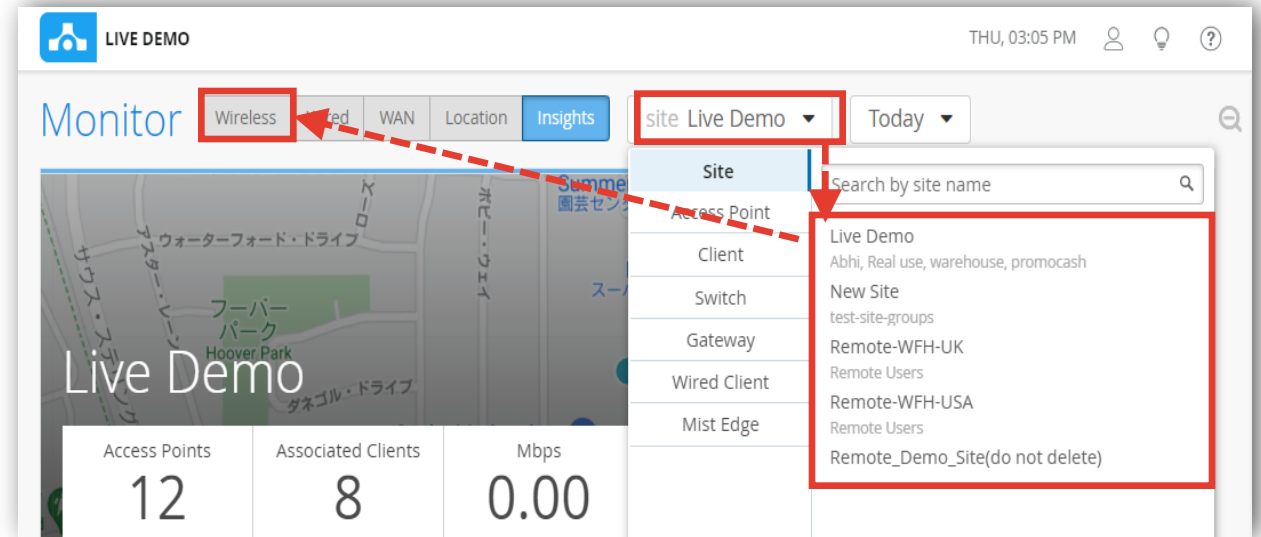 LIVE DEMO
THU, 03:05 PM
Monitor
Wireless
WAN
Location
Insights
site Live Demo
Today
Site
Access Point
Client
Switch
Gateway
Wired Client
Mist Edge
Search by site name
Live Demo
Abhi, Real use, warehouse, promocash
New Site
test-site-groups
Remote-WFH-UK
Remote Users
Remote-WFH-USA
Remote Users
Remote_Demo_Site(do not delete)
ウォーターフォード・ドライブ
サウス・
アスター・レーン
フーバー
パーク
Hoover Park
ダネゴル・ドライブ
ポピー・ウェイ
Summe
園芸セン
スー
Live Demo
Access Points
12
Associated Clients
8
Mbps
0.00